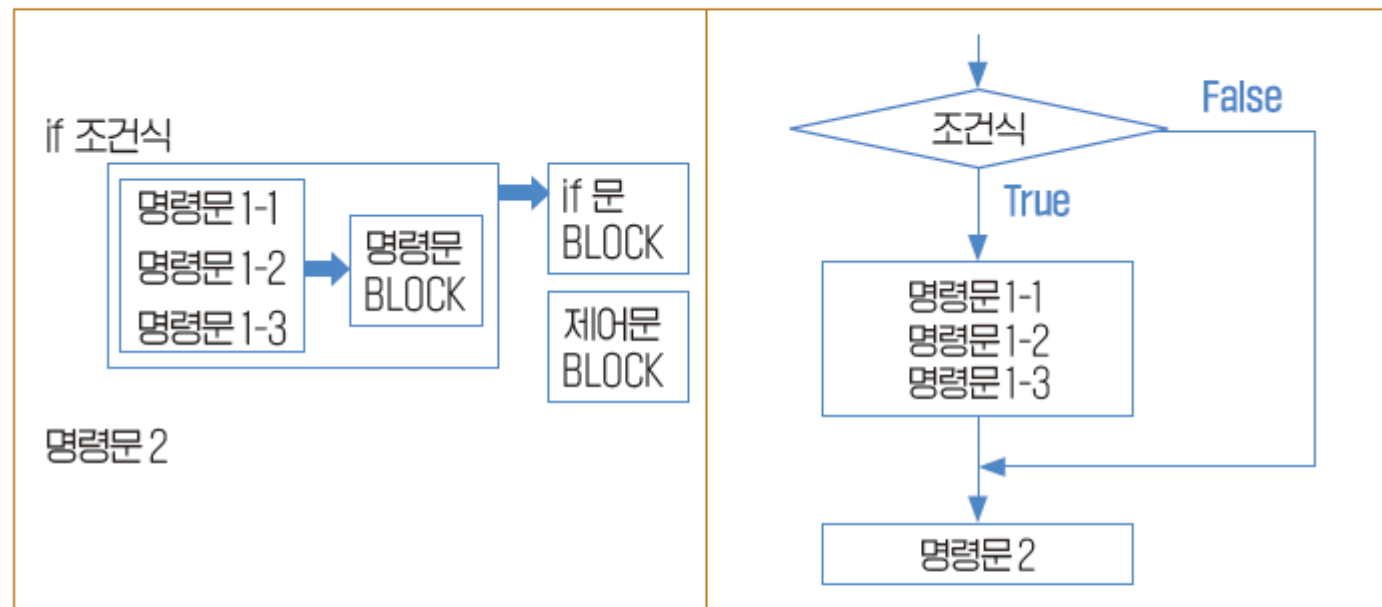 if 조건식
명령문 1-1
명령문 1-2
명령문 1-3
명령문
BLOCK
if 문
BLOCK
제어문
BLOCK
명령문 2
조건식
False
True
명령문 1-1
명령문 1-2
명령문 1-3
명령문 2